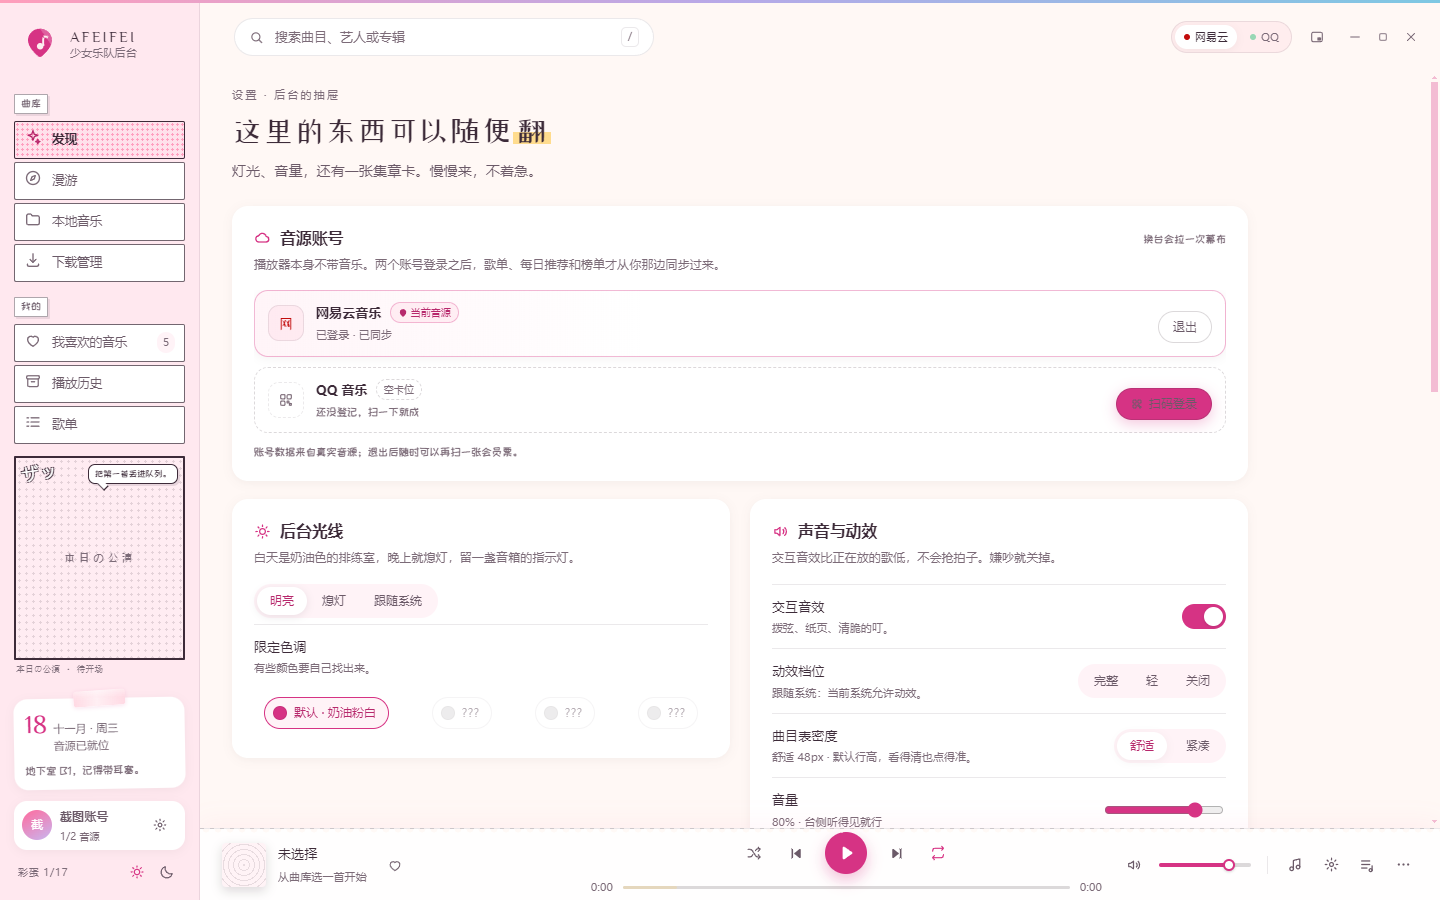 AFEIFEI
少女乐队后台
搜索曲目、艺人或专辑
/
网易云
QQ
曲库
发现
漫游
本地音乐
下载管理
我的
我喜欢的音乐
5
播放历史
歌单
ザッ
把第一首丢进队列。
本日の公演
本日の公演 · 待开场
18
十一月 · 周三
音源已就位
地下室 B1，记得带耳塞。
截
截图账号
1/2 音源
彩蛋 1/17
设置 · 后台的抽屉
这里的东西可以随便翻
灯光、音量，还有一张集章卡。慢慢来，不着急。
音源账号
换台会拉一次幕布
播放器本身不带音乐。两个账号登录之后，歌单、每日推荐和榜单才从你那边同步过来。
网
网易云音乐
当前音源
已登录 · 已同步
退出
QQ 音乐
空卡位
还没登记，扫一下就成
扫码登录
账号数据来自真实音源；退出后随时可以再扫一张会员票。
后台光线
白天是奶油色的排练室，晚上就熄灯，留一盏音箱的指示灯。
明亮
熄灯
跟随系统
限定色调
有些颜色要自己找出来。
默认 · 奶油粉白
???
???
???
声音与动效
交互音效比正在放的歌低，不会抢拍子。嫌吵就关掉。
交互音效
拨弦、纸页、清脆的叮。
动效档位
跟随系统：当前系统允许动效。
完整
轻
关闭
曲目表密度
舒适 48px · 默认行高，看得清也点得准。
舒适
紧凑
音量
80% · 台侧听得见就行
未选择
从曲库选一首开始
0:00
0:00